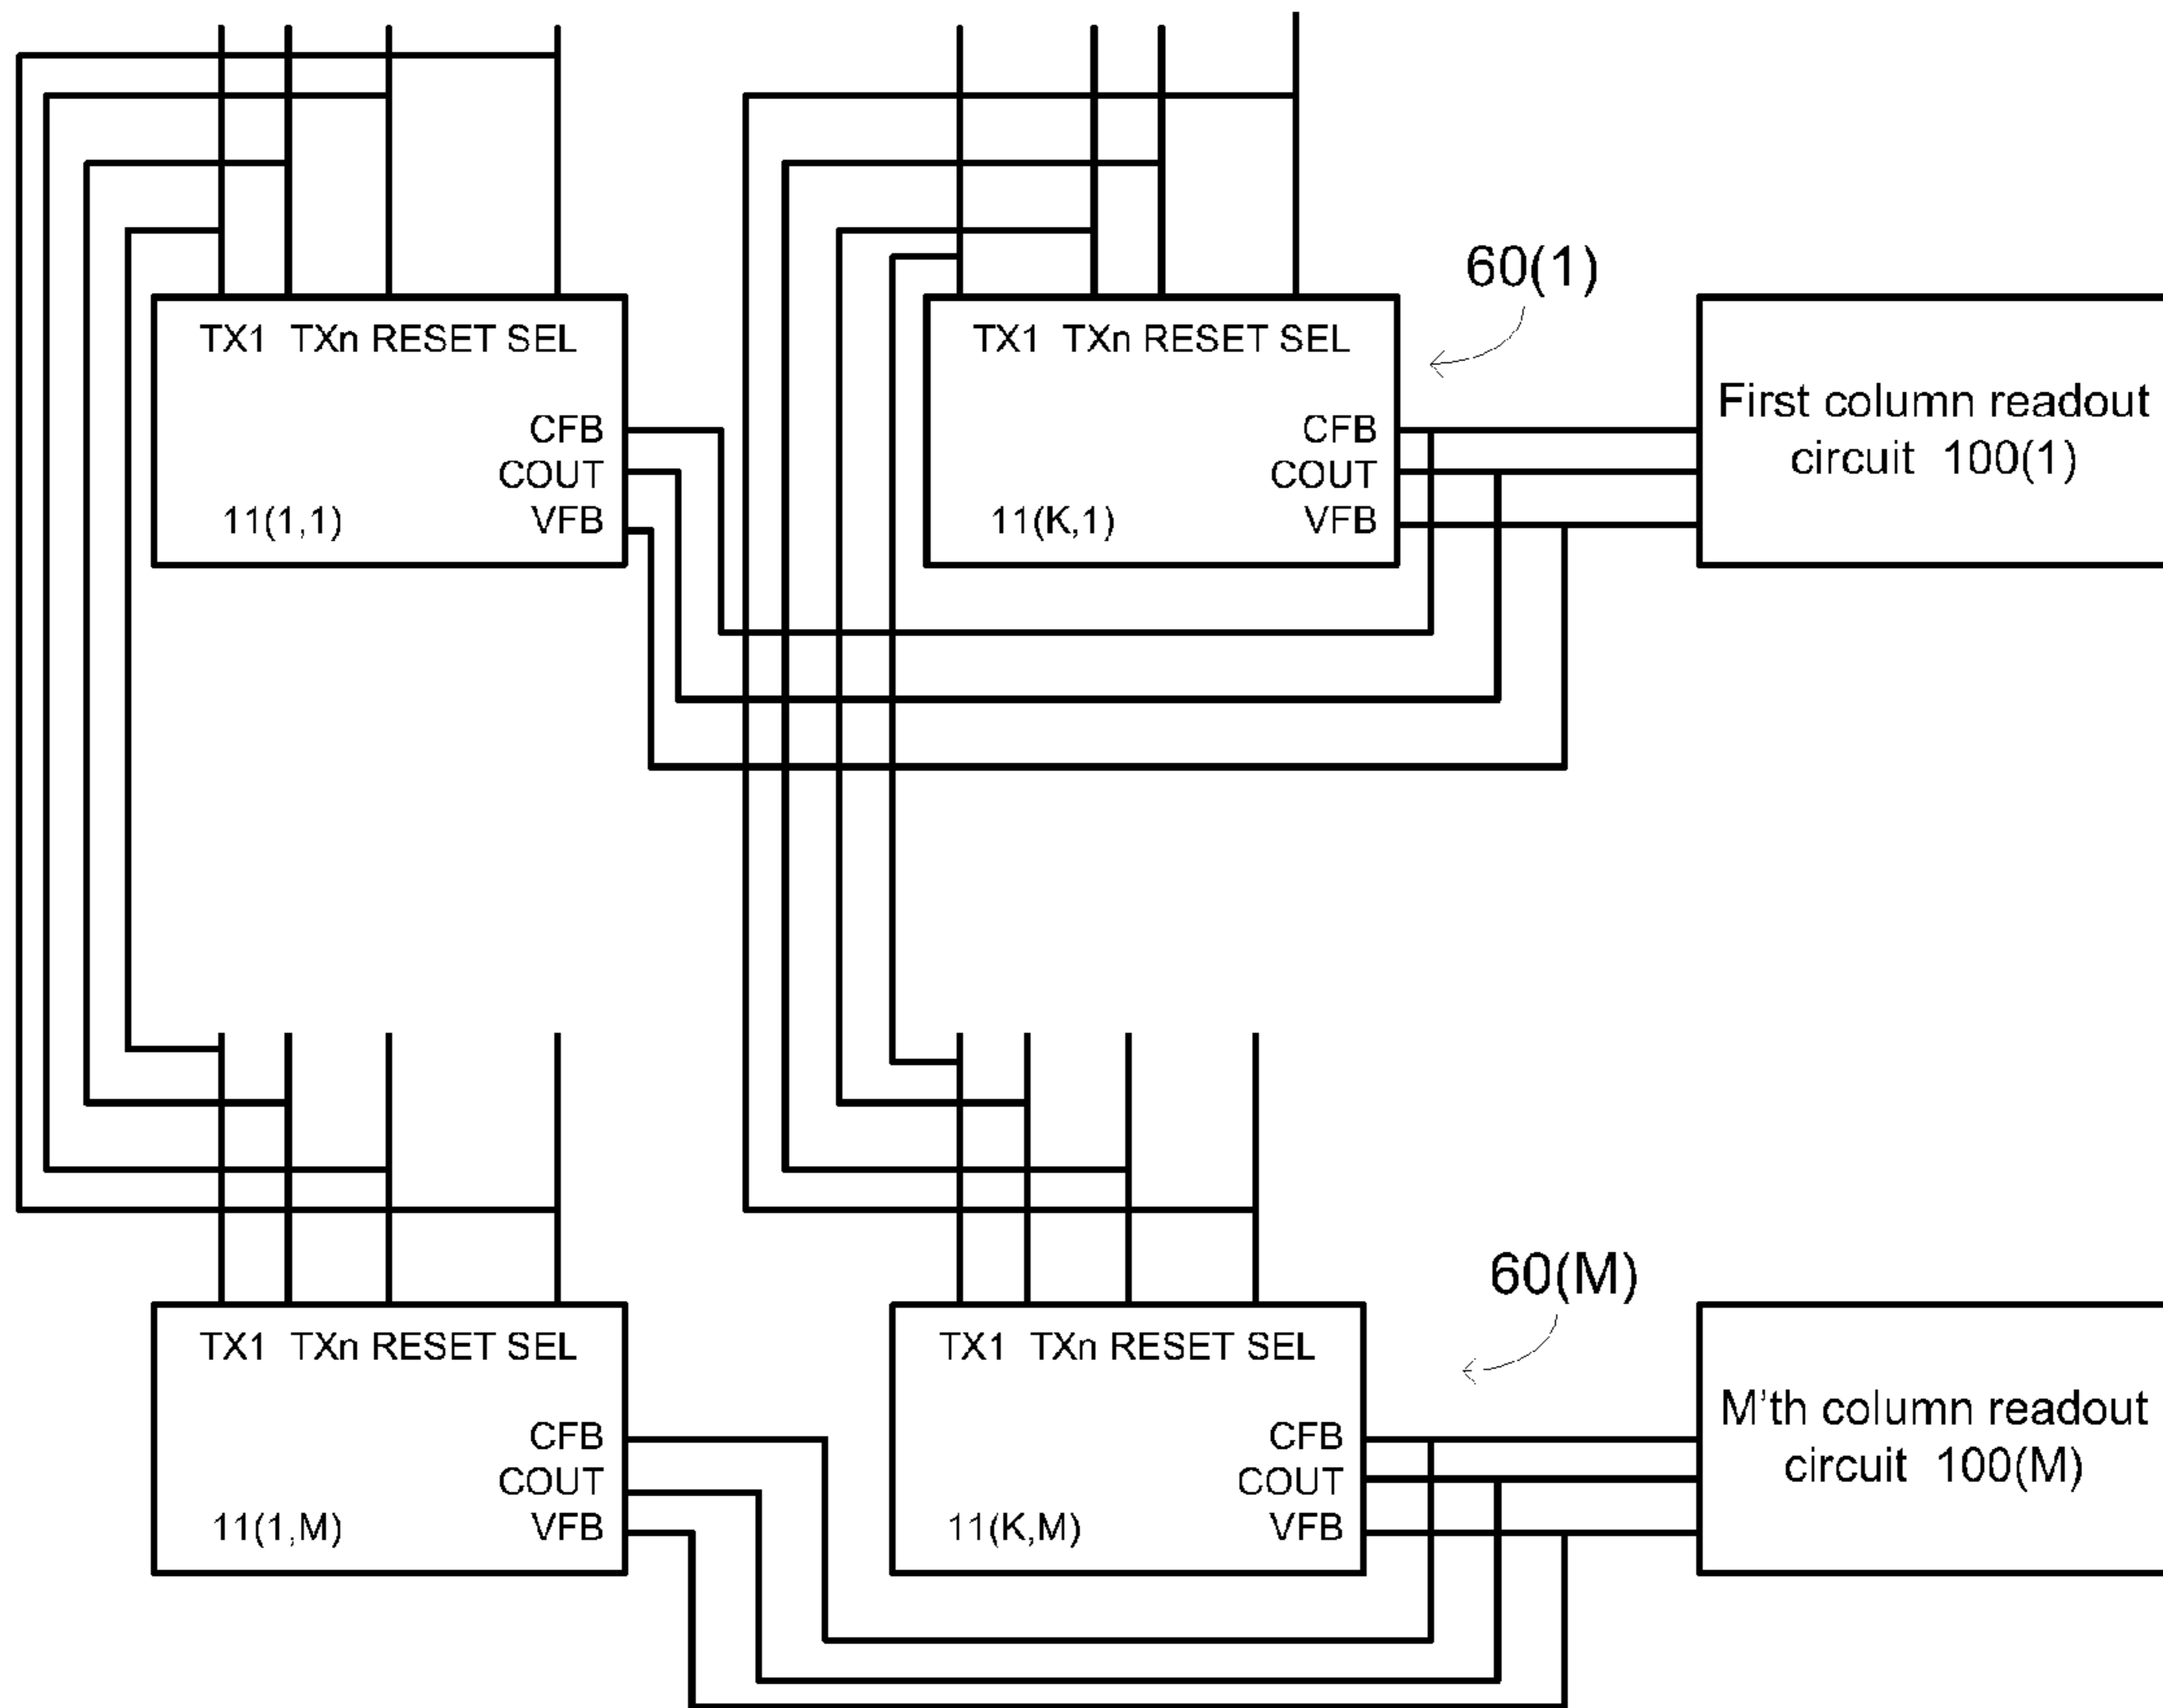 60(1)
TX1 TXn RESET SEL
CFB
COUT
11(1,1) VFB
TX1 TXn RESET SEL
CFB
COUT
11(K,1) VFB
First column readout
circuit 100(1)
60(M)
TX1 TXn RESET SEL
CFB
COUT
11(1,M) VFB
TX1 TXn RESET SEL
CFB
COUT
11(K,M) VFB
M'th column readout
circuit 100(M)